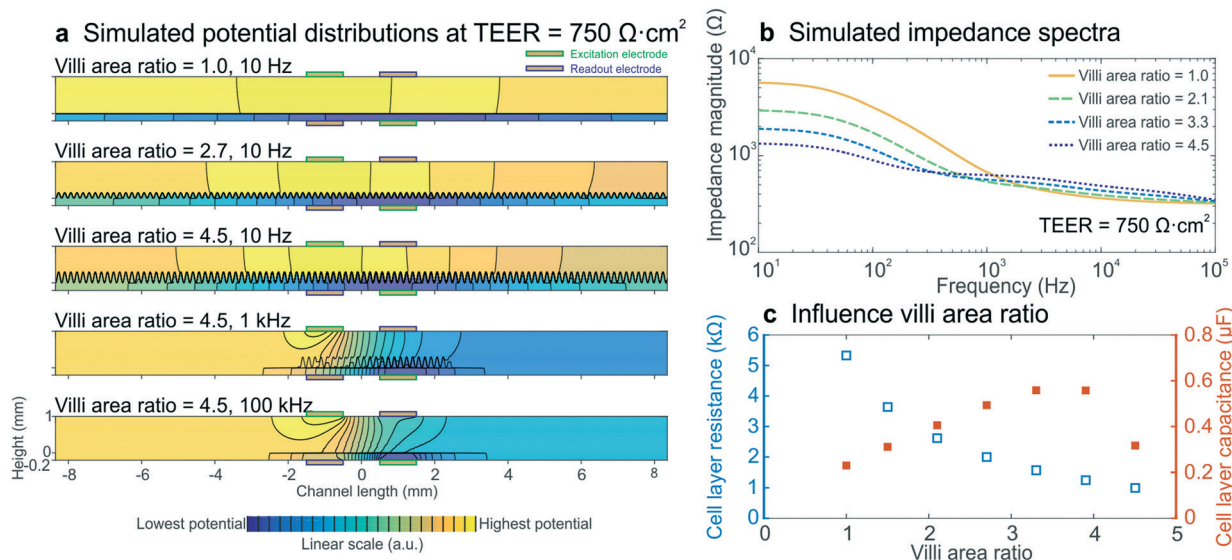 a Simulated potential distributions at TEER = 750 Ω·cm²
Excitation electrode
Readout electrode
Villi area ratio = 1.0, 10 Hz
Villi area ratio = 2.7, 10 Hz
Villi area ratio = 4.5, 10 Hz
Villi area ratio = 4.5, 1 kHz
Villi area ratio = 4.5, 100 kHz
Height (mm)
1
0
-0.2
-8 -6 -4 -2 0 2 4 6 8
Channel length (mm)
Lowest potential Highest potential
Linear scale (a.u.)
b Simulated impedance spectra
Impedance magnitude (Ω)
10⁴
10³
10²
Villi area ratio = 1.0
Villi area ratio = 2.1
Villi area ratio = 3.3
Villi area ratio = 4.5
TEER = 750 Ω·cm²
10¹ 10² 10³ 10⁴ 10⁵
Frequency (Hz)
c Influence villi area ratio
Cell layer resistance (kΩ)
6
5
4
3
2
1
0
Cell layer capacitance (µF)
0.8
0.6
0.4
0.2
0
0 1 2 3 4 5
Villi area ratio